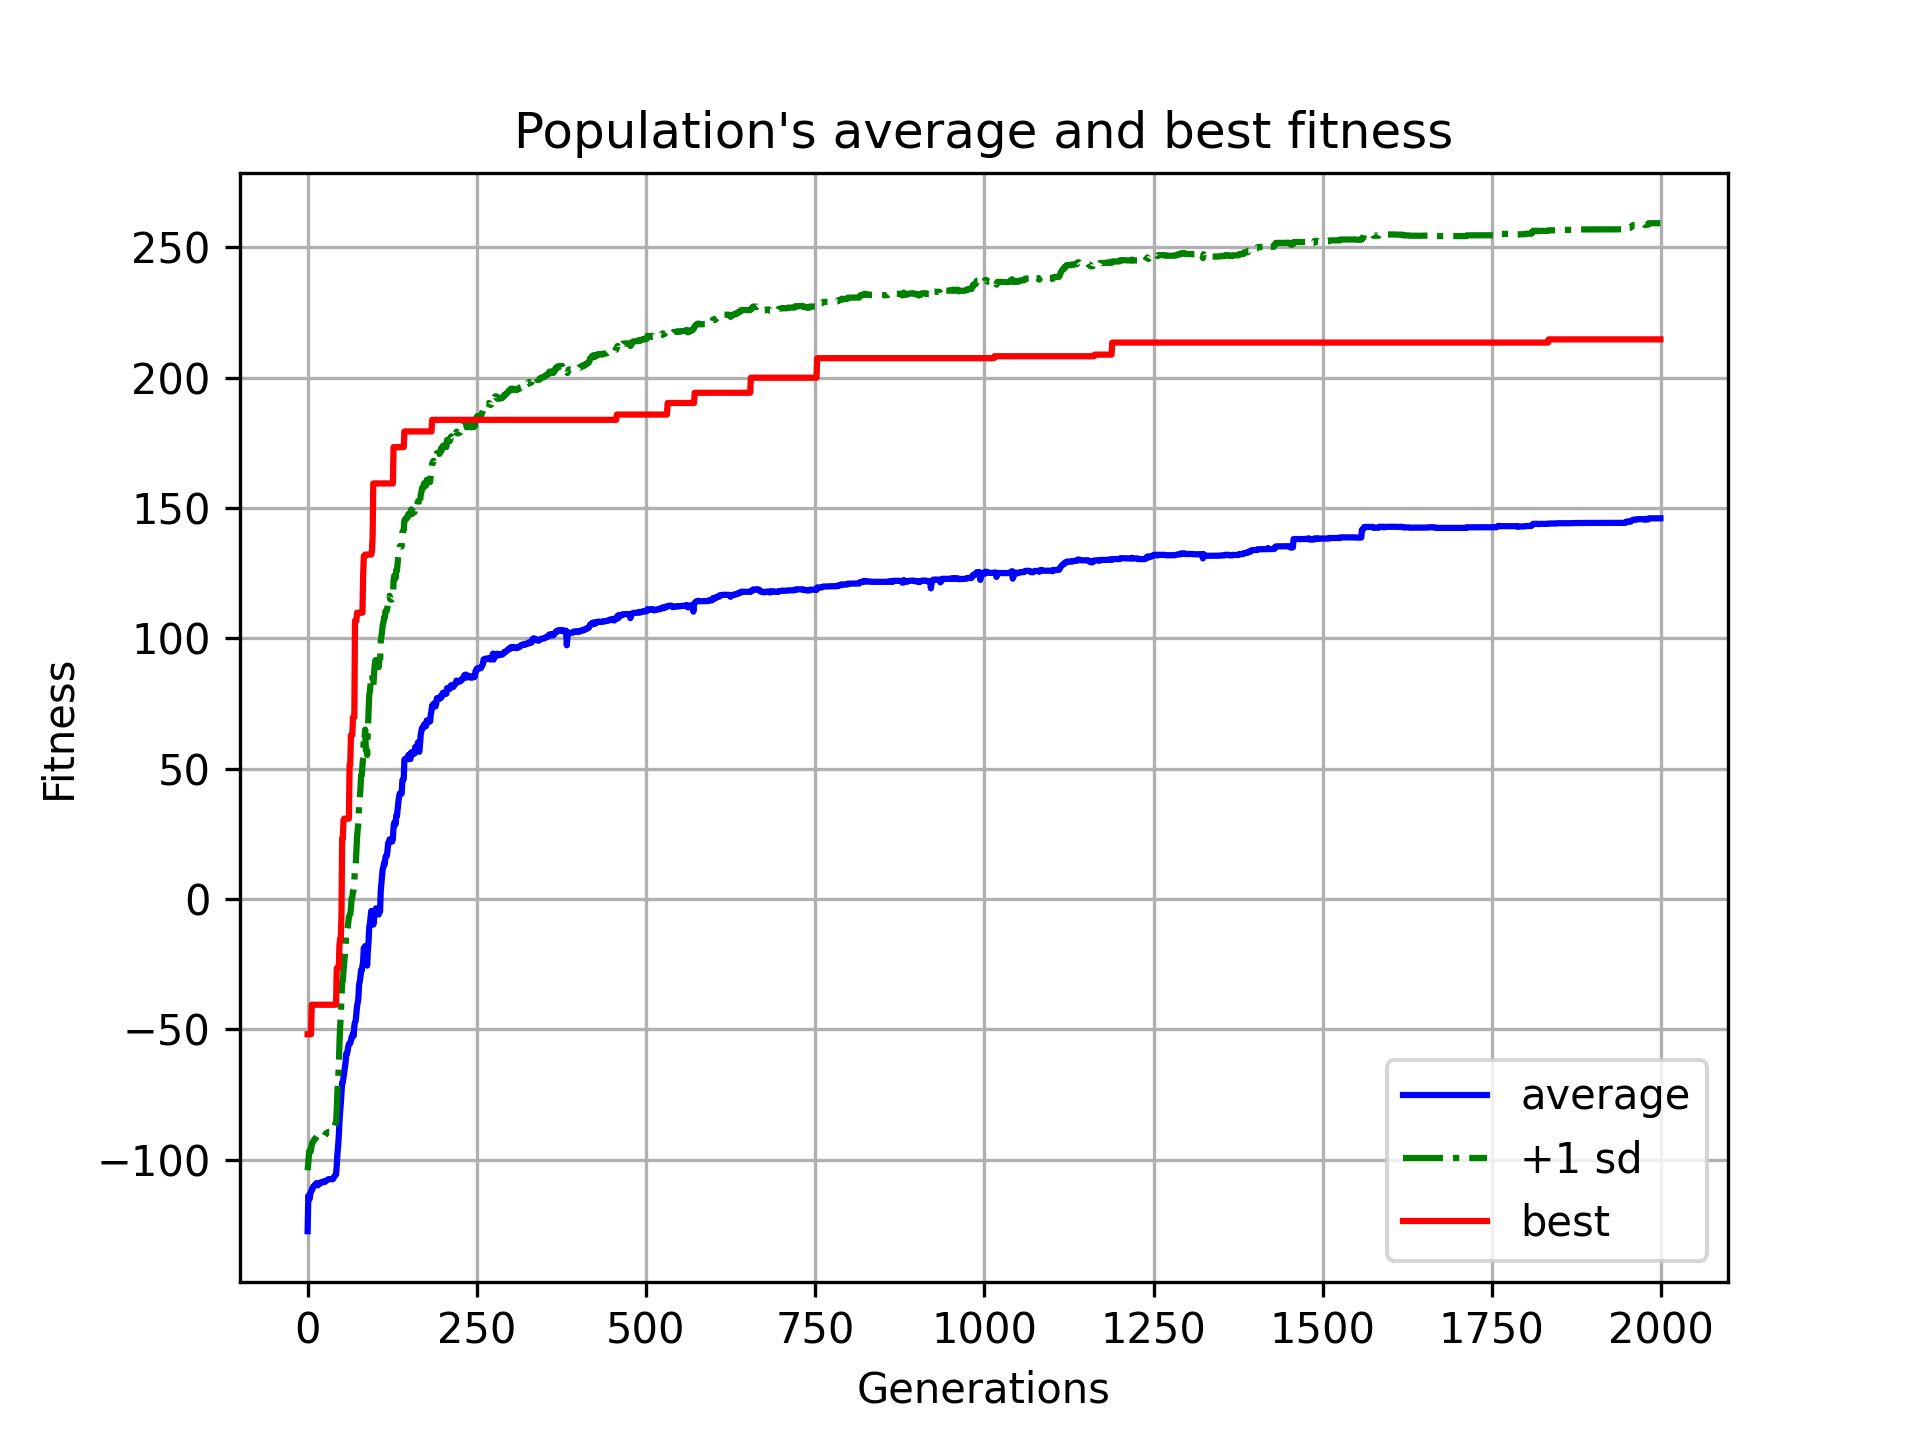 Population's average and best fitness
Fitness
250
200
150
100
50
0
−50
−100
0 250 500 750 1000 1250 1500 1750 2000
Generations
average
+1 sd
best